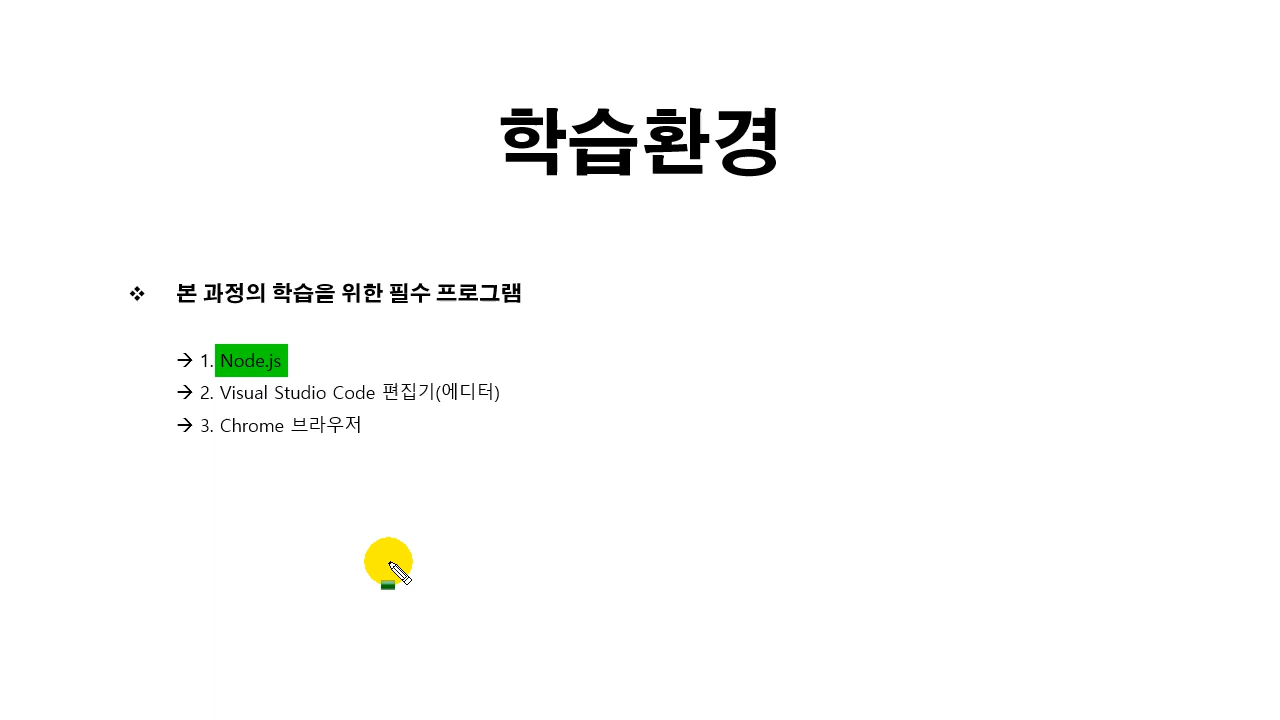 학습환경
❖ 본 과정의 학습을 위한 필수 프로그램
→ 1. Node.js
→ 2. Visual Studio Code 편집기(에디터)
→ 3. Chrome 브라우저